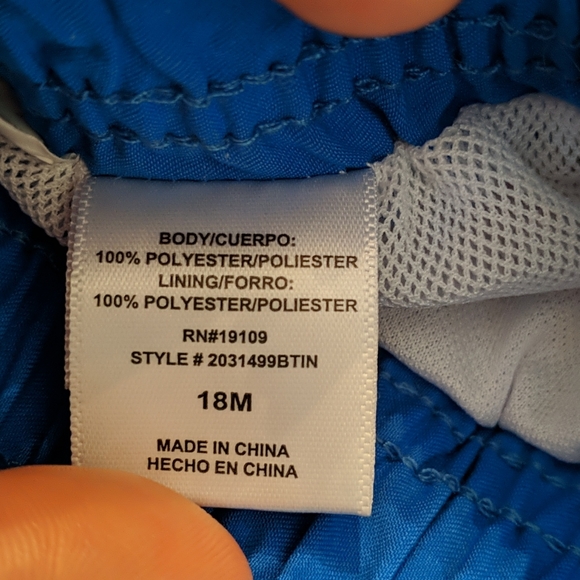 BODY/CUERPO:
100% POLYESTER/POLIESTER
LINING/FORRO:
100% POLYESTER/POLIESTER
RN#19109
STYLE # 2031499BTIN
18M
MADE IN CHINA
HECHO EN CHINA